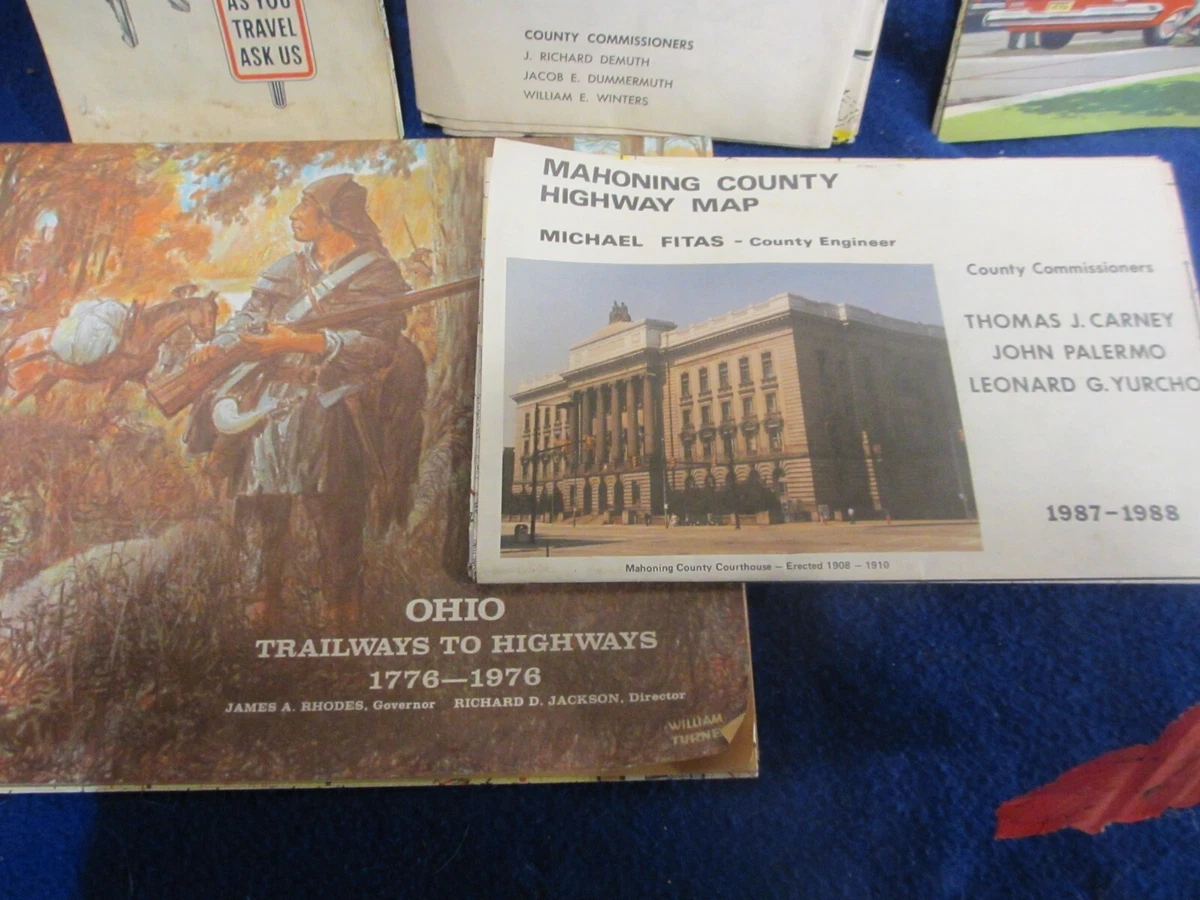 AS YOU
TRAVEL
ASK US
COUNTY COMMISSIONERS
J. RICHARD DEMUTH
JACOB E. DUMMERMUTH
WILLIAM E. WINTERS
MAHONING COUNTY
HIGHWAY MAP
MICHAEL FITAS - County Engineer
County Commissioners
THOMAS J. CARNEY
JOHN PALERMO
LEONARD G. YURCHO
1987-1988
Mahoning County Courthouse – Erected 1908 – 1910
OHIO
TRAILWAYS TO HIGHWAYS
1776—1976
JAMES A. RHODES, Governor RICHARD D. JACKSON, Director
WILLIAM